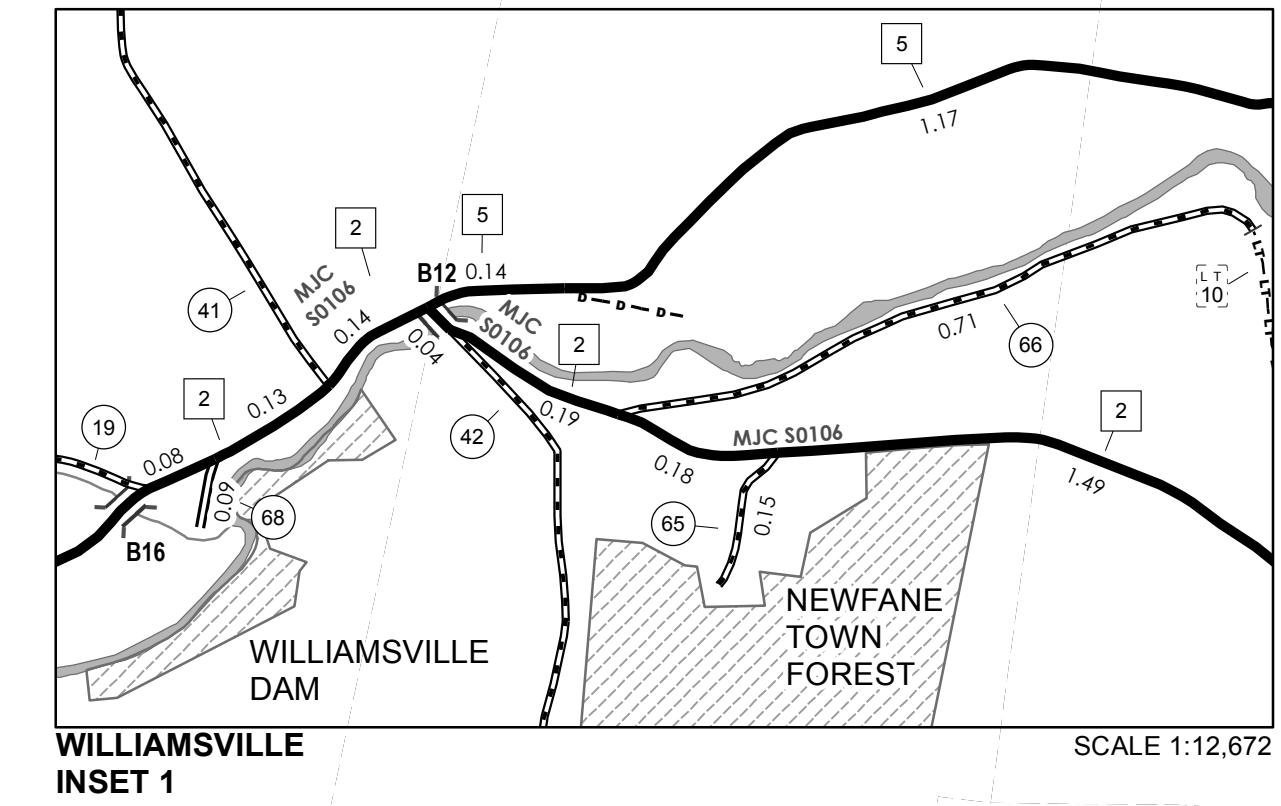 5
1.17
2
5
B12
0.14
MJC
S0106
MJC
S0106
41
0.14
0.04
2
L T
10
LT
LT
D
D
D
0.71
66
2
0.13
19
0.08
42
0.19
2
MJC S0106
0.18
1.49
0.09
68
65
0.15
B16
NEWFANE
TOWN
FOREST
WILLIAMSVILLE
DAM
WILLIAMSVILLE
INSET 1
SCALE 1:12,672